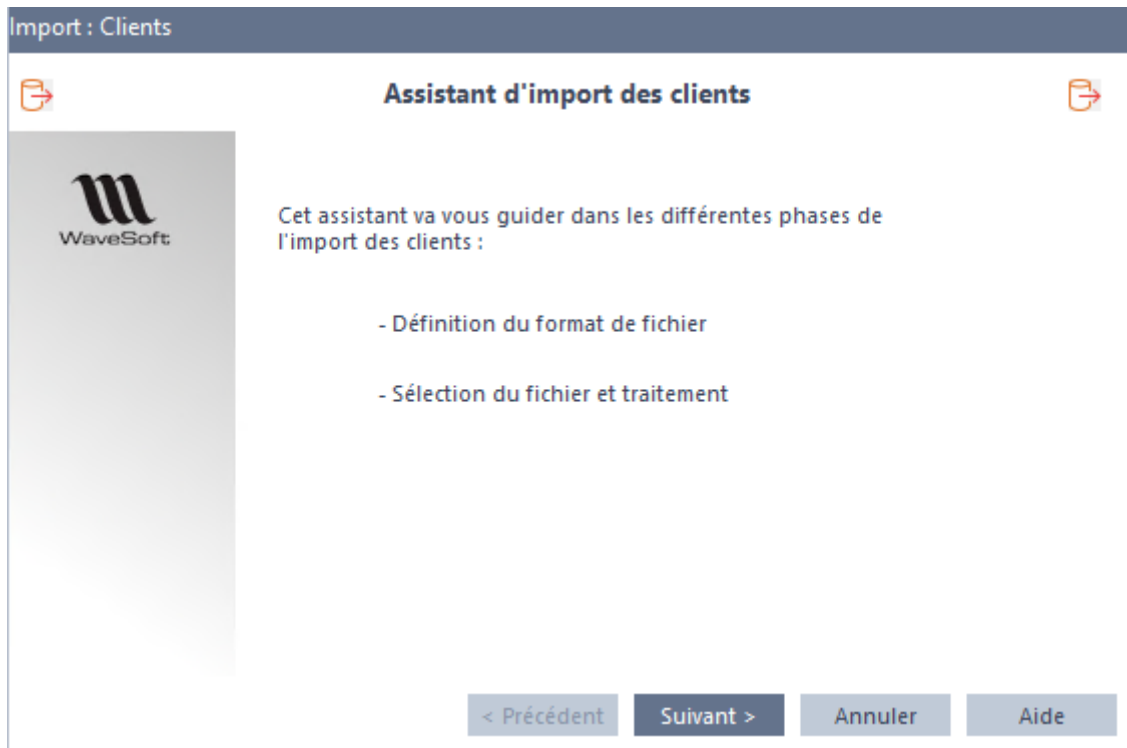 Import : Clients
Assistant d'import des clients
WaveSoft
Cet assistant va vous guider dans les différentes phases de
l'import des clients :
- Définition du format de fichier
- Sélection du fichier et traitement
< Précédent Suivant > Annuler Aide